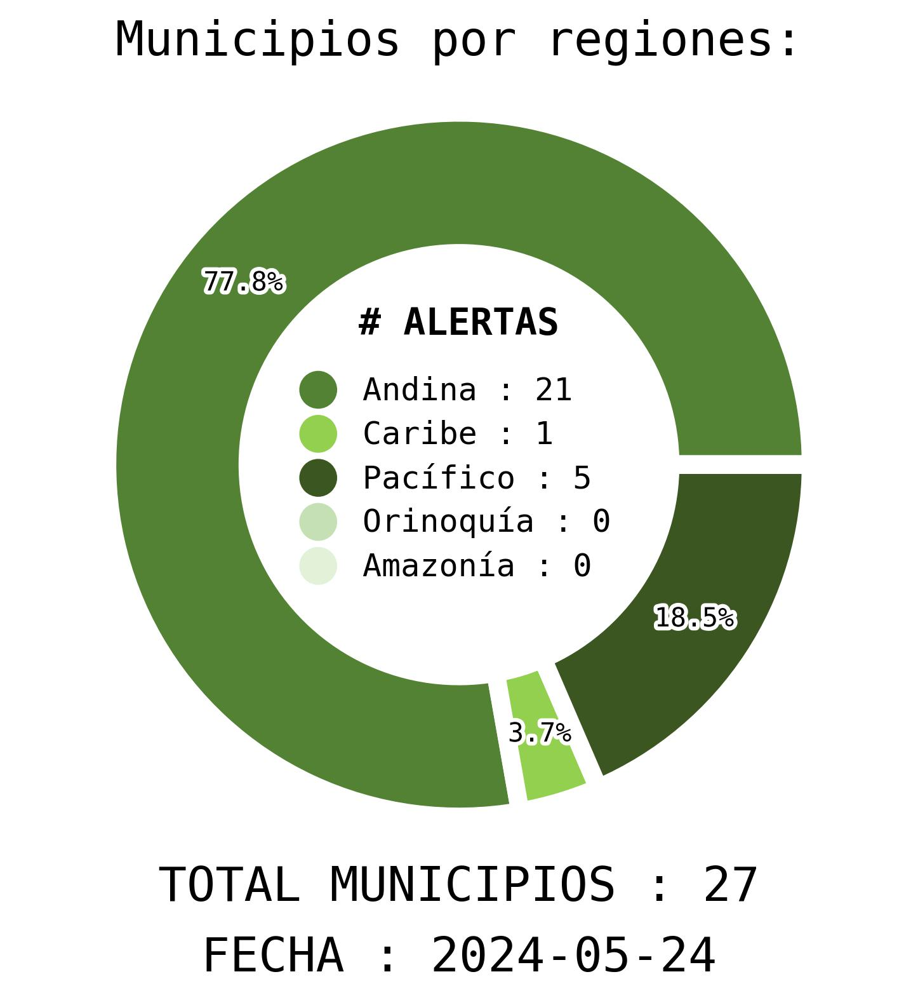 Municipios por regiones:
77.8%
# ALERTAS
Andina : 21
Caribe : 1
Pacífico : 5
Orinoquía : 0
Amazonía : 0
18.5%
3.7%
TOTAL MUNICIPIOS : 27
FECHA : 2024-05-24